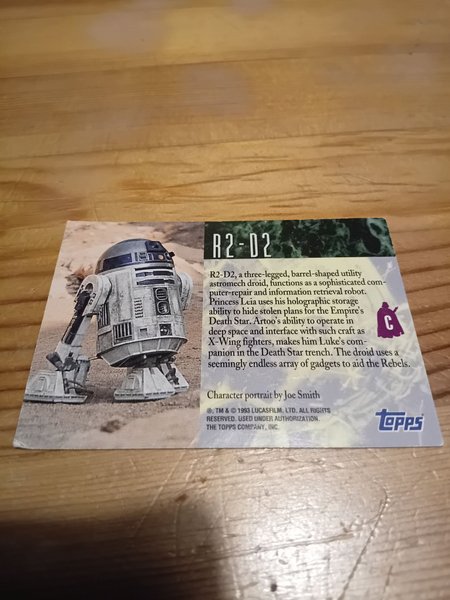 R2-D2
R2-D2, a three-legged, barrel-shaped utility
astromech droid, functions as a sophisticated com-
puter-repair and information retrieval robot.
Princess Leia uses his holographic storage
ability to hide stolen plans for the Empire's
Death Star. Artoo's ability to operate in
deep space and interface with such craft as
X-Wing fighters, makes him Luke's com-
panion in the Death Star trench. The droid uses a
seemingly endless array of gadgets to aid the Rebels.
C
Character portrait by Joe Smith
®, TM & © 1993 LUCASFILM, LTD. ALL RIGHTS
RESERVED. USED UNDER AUTHORIZATION.
THE TOPPS COMPANY, INC.
TOPPS